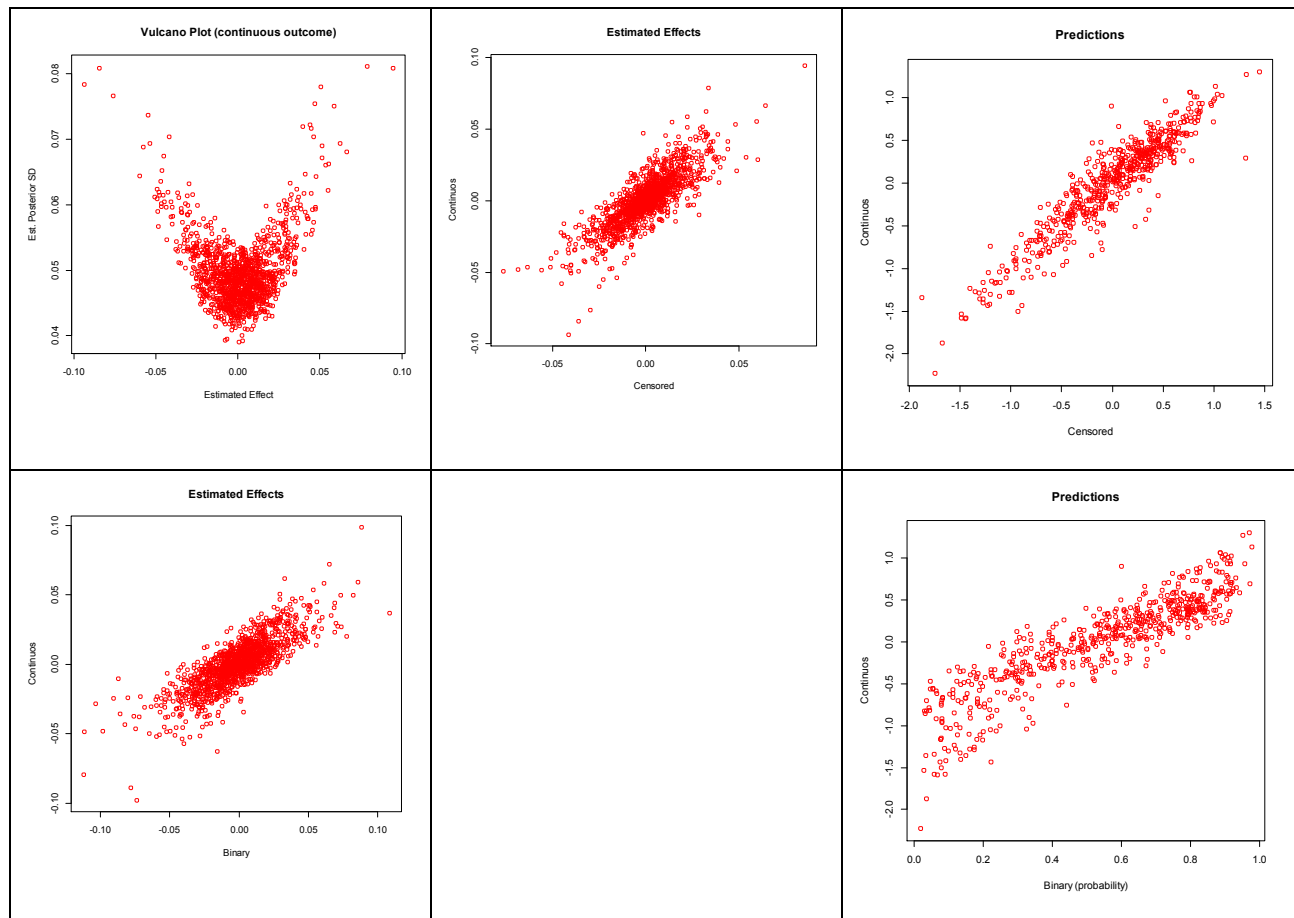 Vulcano Plot (continuous outcome)
Est. Posterior SD
0.08
0.07
0.06
0.05
0.04
-0.10 -0.05 0.00 0.05 0.10
Estimated Effect
Estimated Effects
Continuos
0.10
0.05
0.00
-0.05
-0.10
-0.05 0.00 0.05
Censored
Predictions
Continuos
1.0
0.5
0.0
-0.5
-1.0
-1.5
-2.0
-2.0 -1.5 -1.0 -0.5 0.0 0.5 1.0 1.5
Censored
Estimated Effects
Continuos
0.10
0.05
0.00
-0.05
-0.10
-0.10 -0.05 0.00 0.05 0.10
Binary
Predictions
Continuos
1.0
0.5
0.0
-0.5
-1.0
-1.5
-2.0
0.0 0.2 0.4 0.6 0.8 1.0
Binary (probability)